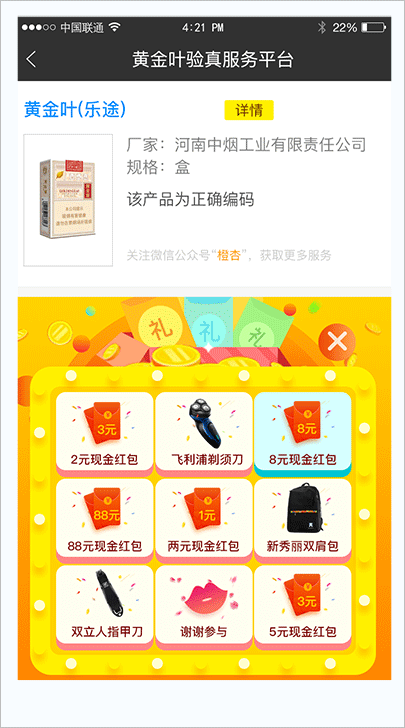 中国联通
4:21 PM
22%
黄金叶验真服务平台
黄金叶(乐途)
详情
厂家：河南中烟工业有限责任公司
规格：盒
该产品为正确编码
关注微信公众号“橙杏”，获取更多服务
礼
礼
礼
3元
2元现金红包
飞利浦剃须刀
8元
8元现金红包
88元
88元现金红包
1元
两元现金红包
新秀丽双肩包
双立人指甲刀
谢谢参与
3元
5元现金红包